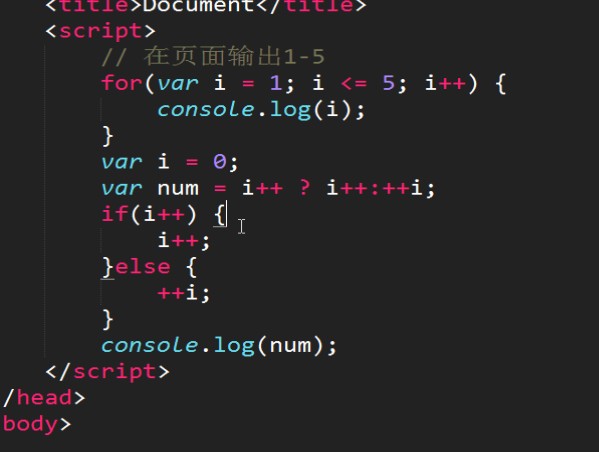 <title>Document</title>
<script>
// 在页面输出1-5
for(var i = 1; i <= 5; i++) {
console.log(i);
}
var i = 0;
var num = i++ ? i++:++i;
if(i++) {
i++;
}else {
++i;
}
console.log(num);
</script>
/head>
body>